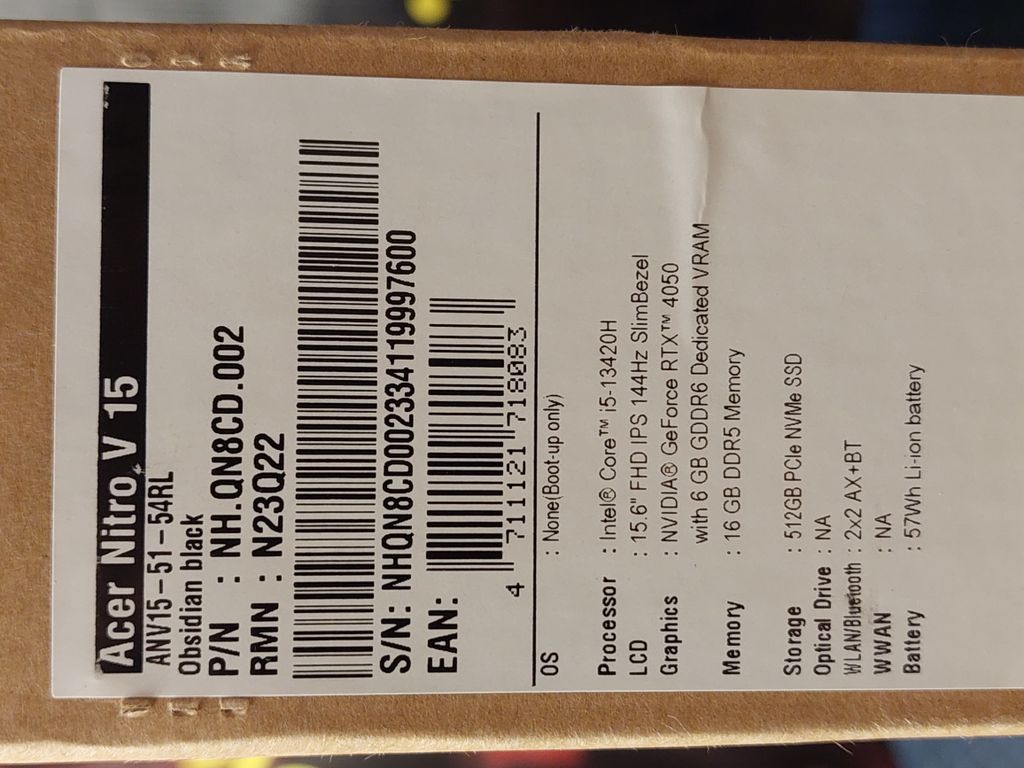 Acer Nitro V 15
ANV15-51-54RL
Obsidian black
P/N : NH.QN8CD.002
RMN : N23Q22
S/N: NHQN8CD002334119997600
EAN:
4 711121 718083
OS : None(Boot-up only)
Processor : Intel® Core™ i5-13420H
LCD : 15.6" FHD IPS 144Hz SlimBezel
Graphics : NVIDIA® GeForce RTX™ 4050
with 6 GB GDDR6 Dedicated VRAM
Memory : 16 GB DDR5 Memory
Storage : 512GB PCIe NVMe SSD
Optical Drive : NA
WLAN/Bluetooth : 2x2 AX+BT
WWAN : NA
Battery : 57Wh Li-ion battery